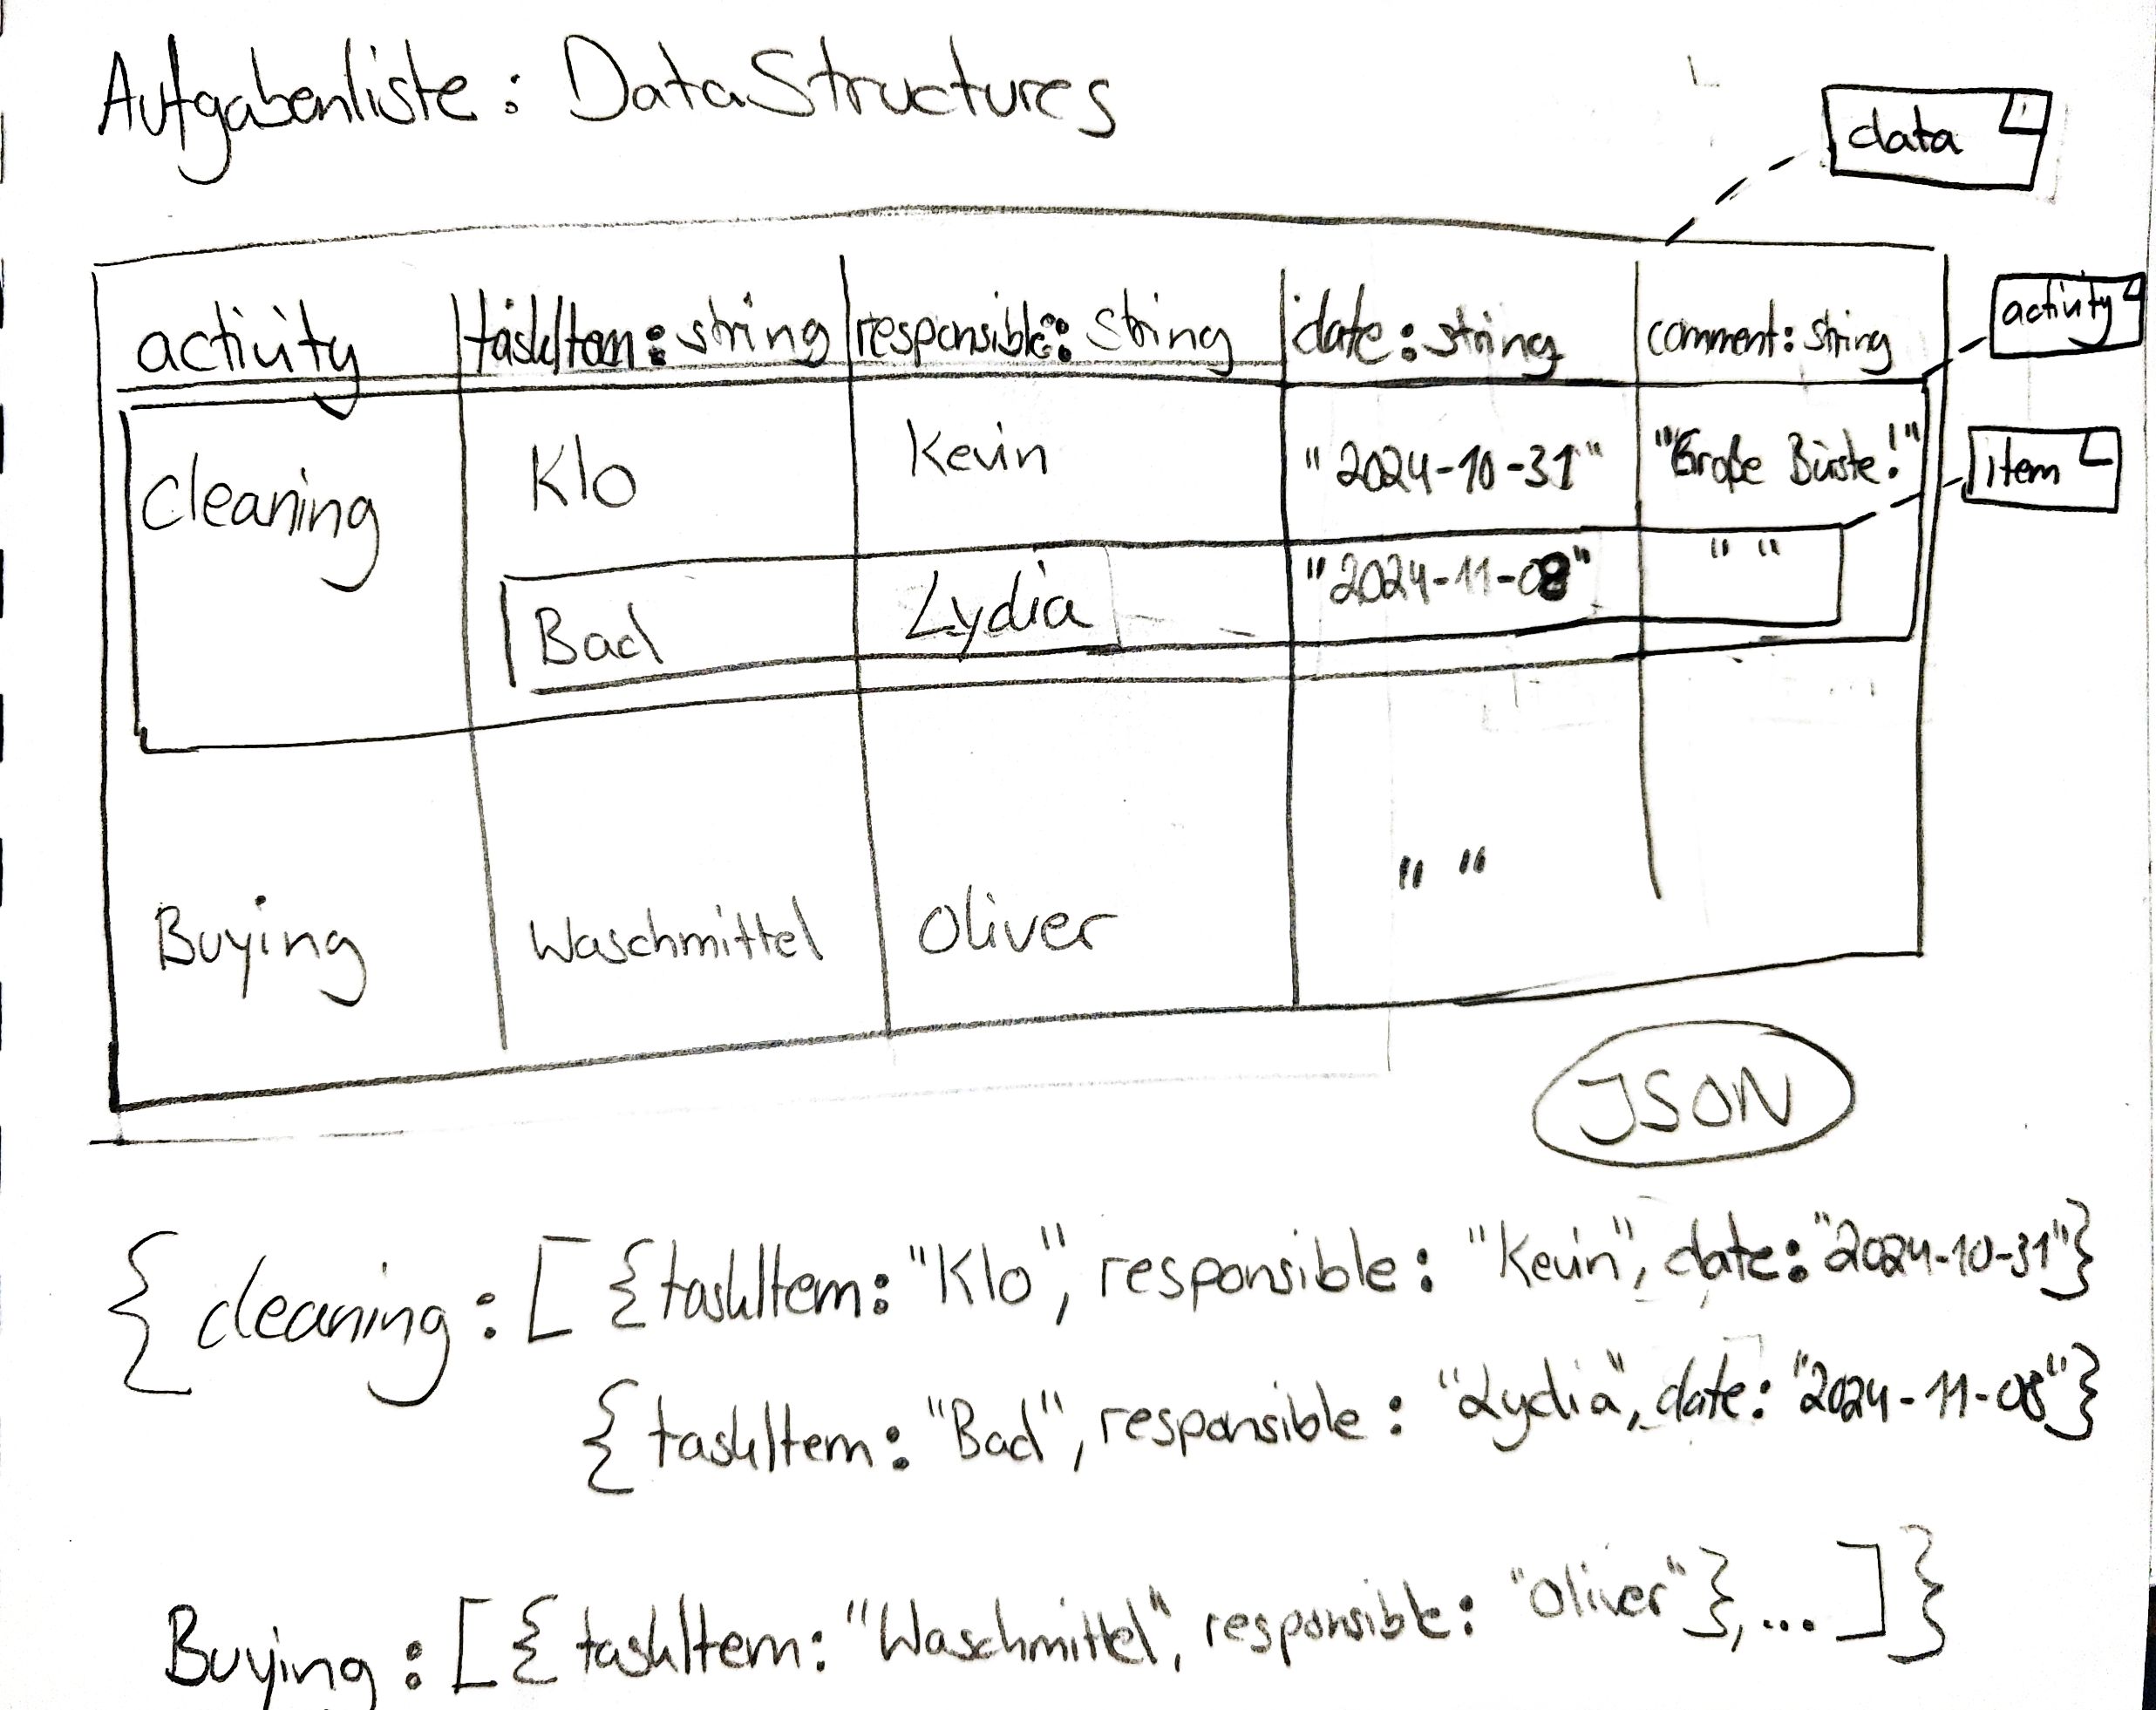 Aufgabenliste: DataStructures
data
activity taskItem: string responsible: string date: string comment: string
activity
cleaning Klo Kevin "2024-10-31" "Große Bürste!"
item
Bad Lydia "2024-11-08" " "
Buying Waschmittel Oliver " "
JSON
{cleaning: [ {taskItem: "Klo", responsible: "Kevin", date: "2024-10-31"}
{taskItem: "Bad", responsible: "Lydia", date: "2024-11-08"}
Buying: [{taskItem: "Waschmittel", responsible: "Oliver"}, ... ]}